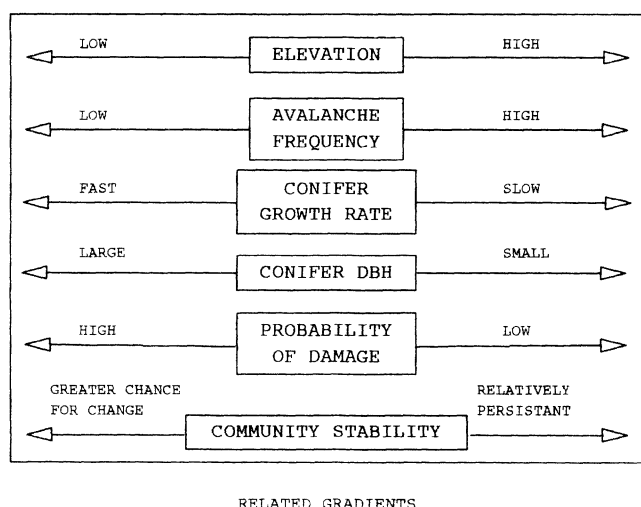 LOW ELEVATION HIGH
LOW AVALANCHE FREQUENCY HIGH
FAST CONIFER GROWTH RATE SLOW
LARGE CONIFER DBH SMALL
HIGH PROBABILITY OF DAMAGE LOW
GREATER CHANCE FOR CHANGE COMMUNITY STABILITY RELATIVELY PERSISTANT
RELATED GRADIENTS